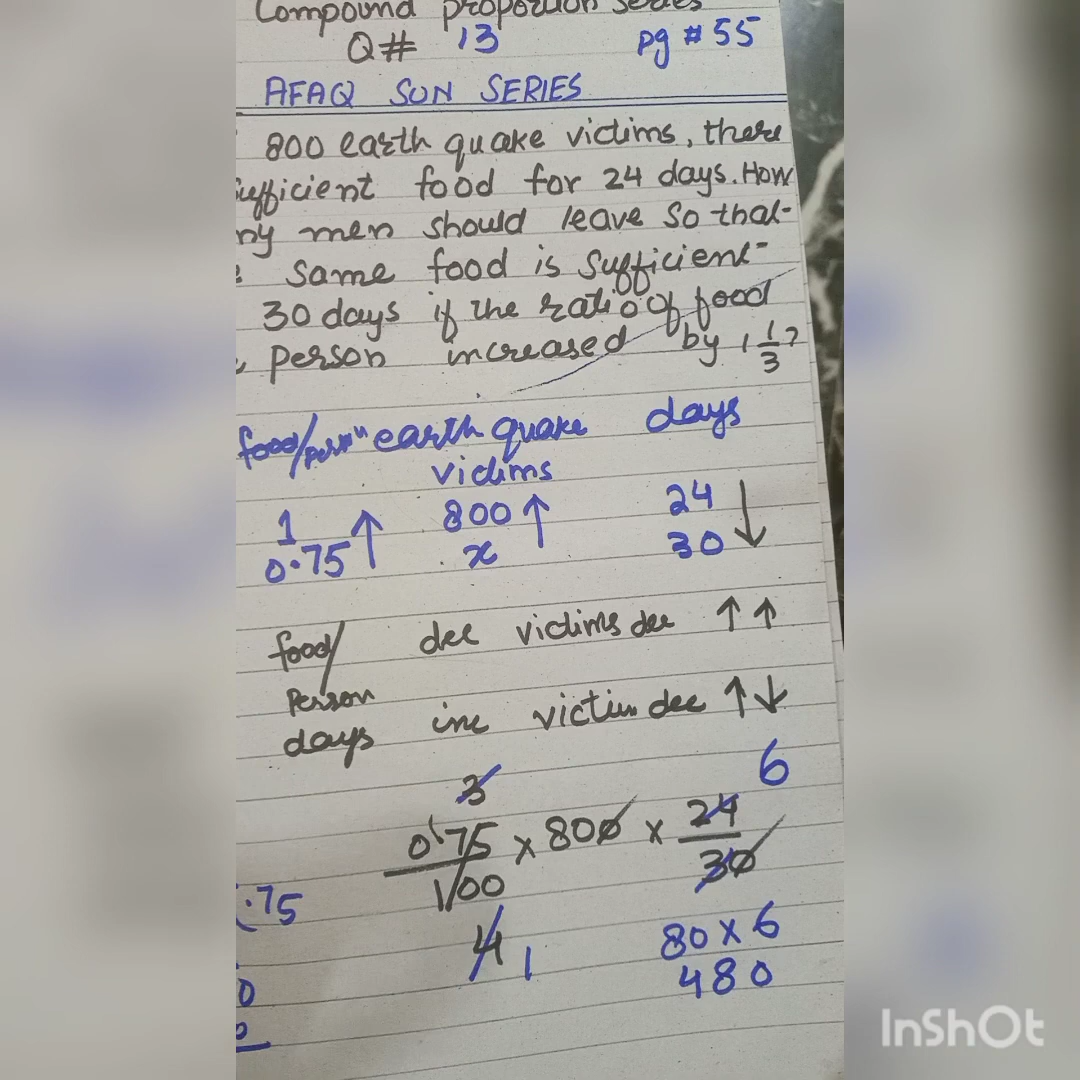 Compound proportion series
Q# 13 pg # 55
AFAQ SUN SERIES
800 earth quake victims, there
sufficient food for 24 days. How
ny men should leave so that
same food is sufficient
30 days if the ratio of food
person increased by 1 1/3?
food/person earth quake days
victims
1 ↑ 800 ↑ 24 ↓
0.75 x 30
food/ dec victims dec ↑↑
Person
days inc victim dec ↑↓
3 6
0.75/100 × 800 × 24/30
.75
4 1 80 × 6
0 480
0
InShOt